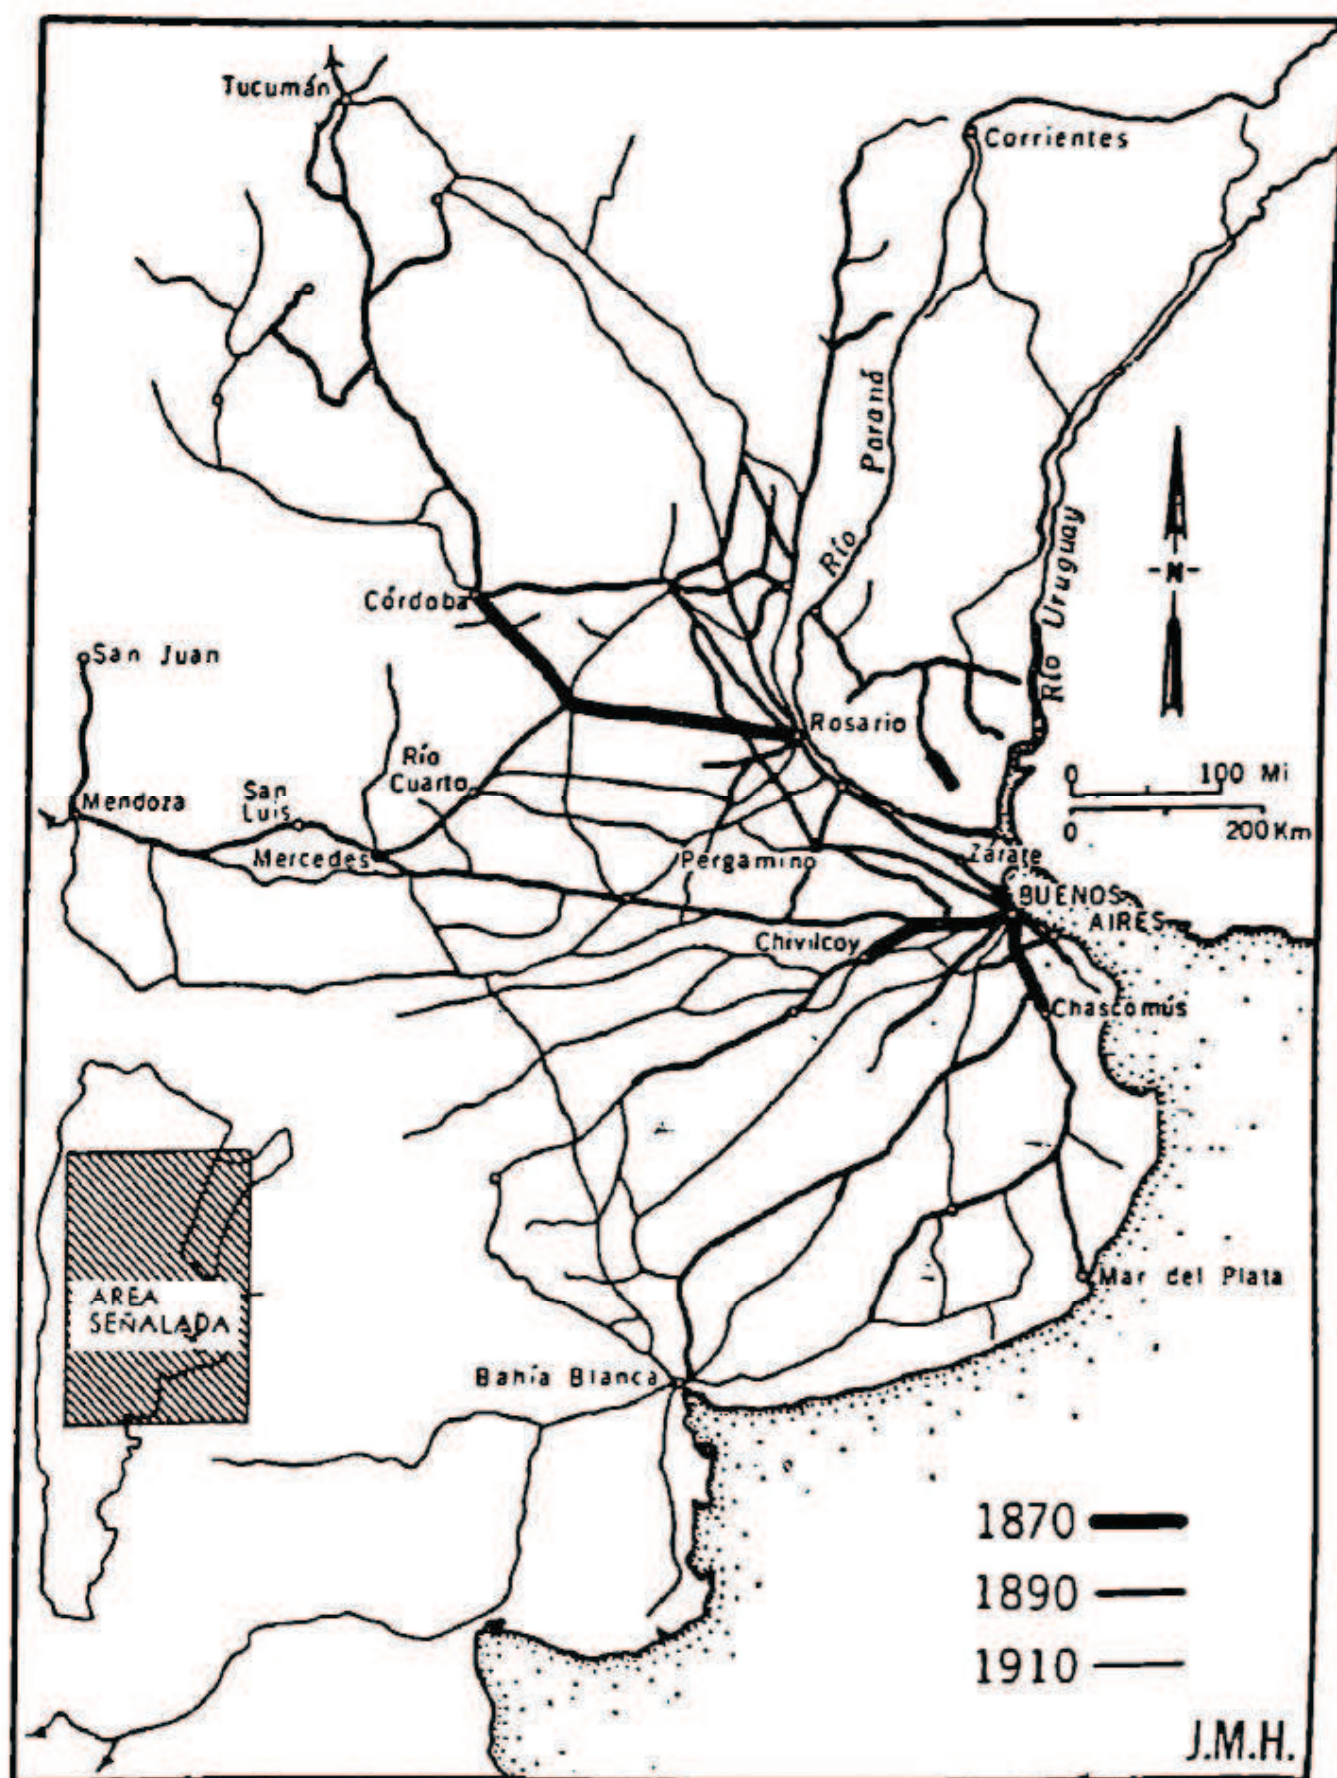 Tucumán
Corrientes
Río Paraná
Río Uruguay
N
Córdoba
San Juan
Rosario
Río
Cuarto
0 100 Mi
0 200 Km
Mendoza
San
Luis
Mercedes
Pergamino
Zárate
BUENOS
AIRES
Chivilcoy
Chascomús
AREA
SEÑALADA
Mar del Plata
Bahía Blanca
1870
1890
1910
J.M.H.